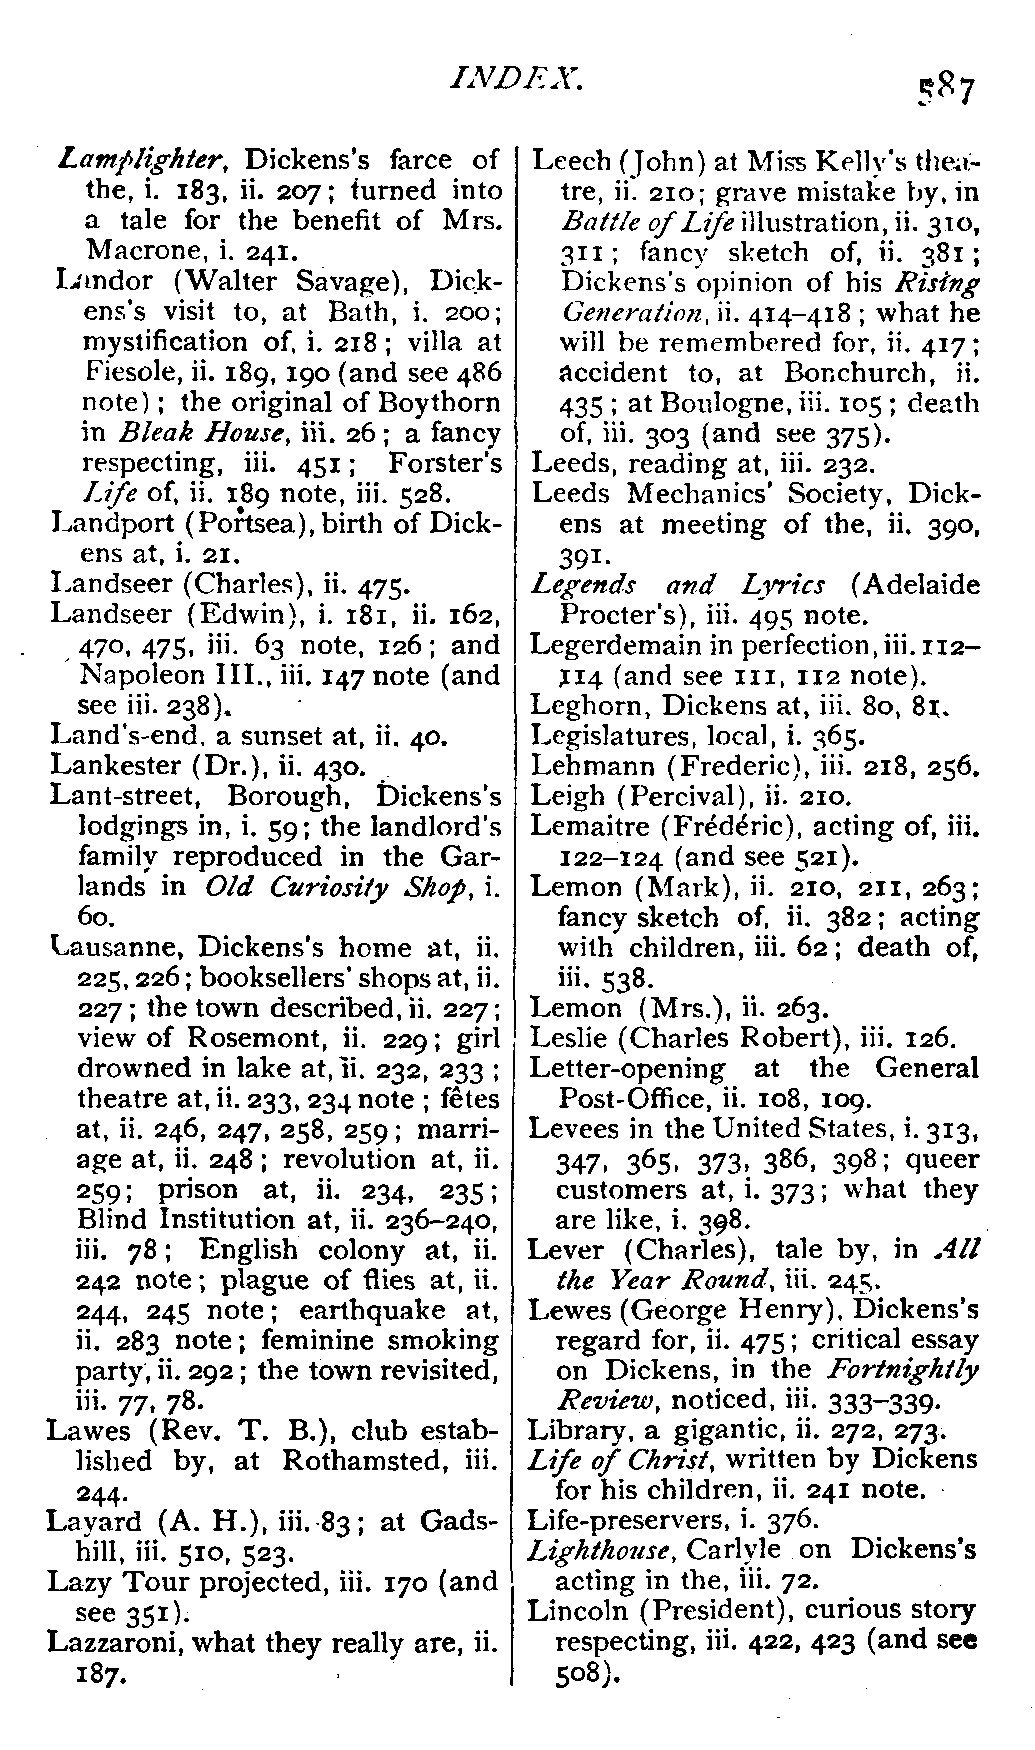 INDEX.
587
Lamplighter, Dickens's farce of
the, i. 183, ii. 207; turned into
a tale for the benefit of Mrs.
Macrone, i. 241.
Landor (Walter Savage), Dick-
ens's visit to, at Bath, i. 200;
mystification of, i. 218; villa at
Fiesole, ii. 189, 190 (and see 486
note); the original of Boythorn
in Bleak House, iii. 26; a fancy
respecting, iii. 451; Forster's
Life of, ii. 189 note, iii. 528.
Landport (Portsea), birth of Dick-
ens at, i. 21.
Landseer (Charles), ii. 475.
Landseer (Edwin), i. 181, ii. 162,
470, 475, iii. 63 note, 126; and
Napoleon III., iii. 147 note (and
see iii. 238).
Land's-end, a sunset at, ii. 40.
Lankester (Dr.), ii. 430.
Lant-street, Borough, Dickens's
lodgings in, i. 59; the landlord's
family reproduced in the Gar-
lands in Old Curiosity Shop, i.
60.
Lausanne, Dickens's home at, ii.
225, 226; booksellers' shops at, ii.
227; the town described, ii. 227;
view of Rosemont, ii. 229; girl
drowned in lake at, ii. 232, 233;
theatre at, ii. 233, 234 note; fêtes
at, ii. 246, 247, 258, 259; marri-
age at, ii. 248; revolution at, ii.
259; prison at, ii. 234, 235;
Blind Institution at, ii. 236–240,
iii. 78; English colony at, ii.
242 note; plague of flies at, ii.
244, 245 note; earthquake at,
ii. 283 note; feminine smoking
party, ii. 292; the town revisited,
iii. 77, 78.
Lawes (Rev. T. B.), club estab-
lished by, at Rothamsted, iii.
244.
Layard (A. H.), iii. 83; at Gads-
hill, iii. 510, 523.
Lazy Tour projected, iii. 170 (and
see 351).
Lazzaroni, what they really are, ii.
187.
Leech (John) at Miss Kelly's thea-
tre, ii. 210; grave mistake by, in
Battle of Life illustration, ii. 310,
311; fancy sketch of, ii. 381;
Dickens's opinion of his Rising
Generation, ii. 414–418; what he
will be remembered for, ii. 417;
accident to, at Bonchurch, ii.
435; at Boulogne, iii. 105; death
of, iii. 303 (and see 375).
Leeds, reading at, iii. 232.
Leeds Mechanics' Society, Dick-
ens at meeting of the, ii. 390,
391.
Legends and Lyrics (Adelaide
Procter's), iii. 495 note.
Legerdemain in perfection, iii. 112–
114 (and see 111, 112 note).
Leghorn, Dickens at, iii. 80, 81.
Legislatures, local, i. 365.
Lehmann (Frederic), iii. 218, 256.
Leigh (Percival), ii. 210.
Lemaitre (Frédéric), acting of, iii.
122–124 (and see 521).
Lemon (Mark), ii. 210, 211, 263;
fancy sketch of, ii. 382; acting
with children, iii. 62; death of,
iii. 538.
Lemon (Mrs.), ii. 263.
Leslie (Charles Robert), iii. 126.
Letter-opening at the General
Post-Office, ii. 108, 109.
Levees in the United States, i. 313,
347, 365, 373, 386, 398; queer
customers at, i. 373; what they
are like, i. 398.
Lever (Charles), tale by, in All
the Year Round, iii. 245.
Lewes (George Henry), Dickens's
regard for, ii. 475; critical essay
on Dickens, in the Fortnightly
Review, noticed, iii. 333–339.
Library, a gigantic, ii. 272, 273.
Life of Christ, written by Dickens
for his children, ii. 241 note.
Life-preservers, i. 376.
Lighthouse, Carlyle on Dickens's
acting in the, iii. 72.
Lincoln (President), curious story
respecting, iii. 422, 423 (and see
508).